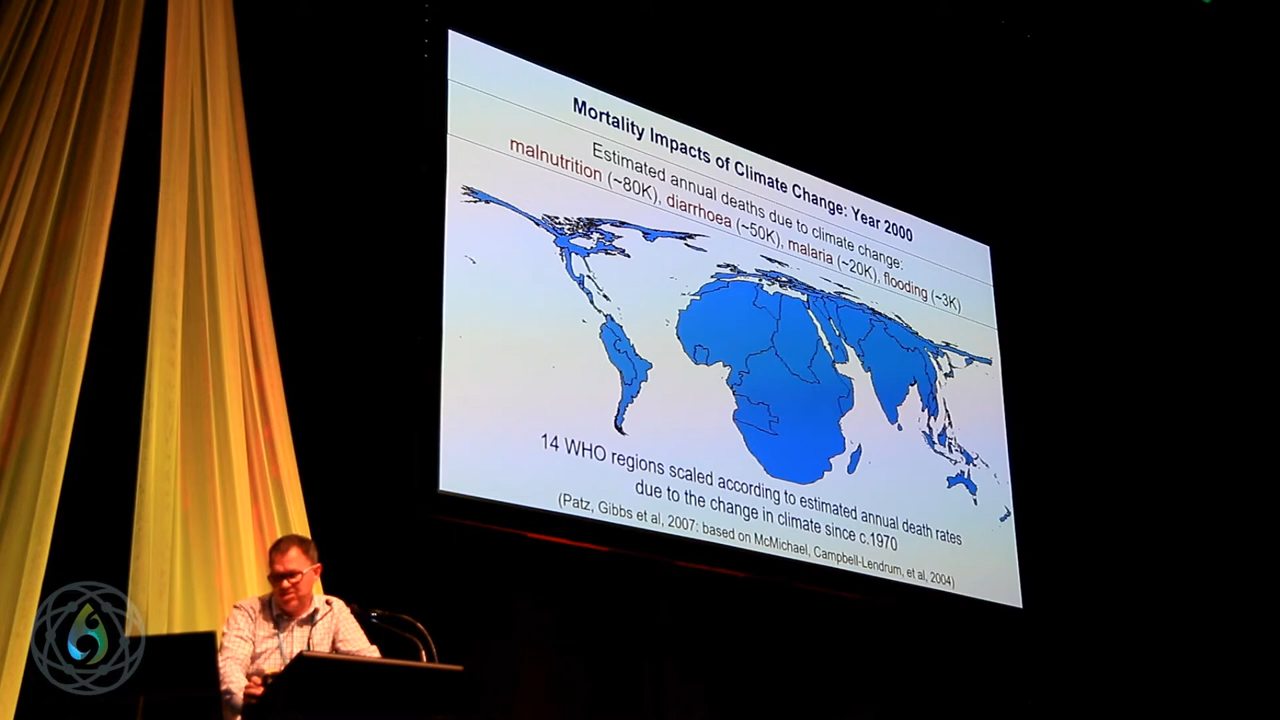 Mortality Impacts of Climate Change: Year 2000
Estimated annual deaths due to climate change:
malnutrition (~80K), diarrhoea (~50K), malaria (~20K), flooding (~3K)
14 WHO regions scaled according to estimated annual death rates
due to the change in climate since c.1970
(Patz, Gibbs et al, 2007: based on McMichael, Campbell-Lendrum, et al, 2004)